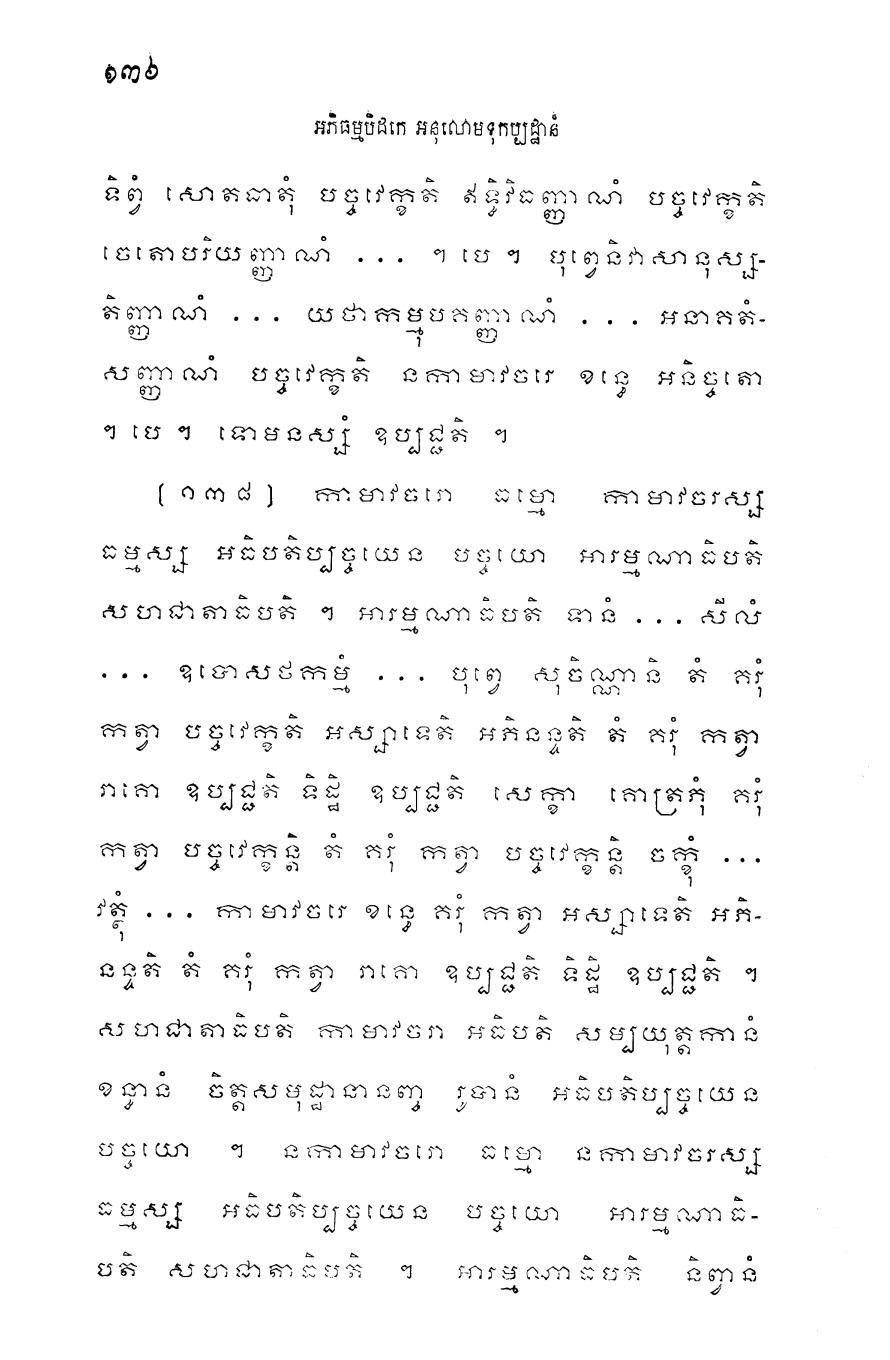 ១៣៦
អភិធម្មបិដកេ អនុលោមទុកប្បដ្ឋានំ
ទិព្វំ សោតធាតុំ បច្ចវេក្ខតិ ឥទ្ធិវិធញ្ញាណំ បច្ចវេក្ខតិ
ចេតោបរិយញ្ញាណំ ... ។ បេ ។ បុព្វេនិវាសានុស្ស-
តិញ្ញាណំ ... យថាកម្មុបគញ្ញាណំ ... អនាគតំ-
សញ្ញាណំ បច្ចវេក្ខតិ នកាមាវចរេ ខន្ធេ អនិច្ចតោ
។ បេ ។ ទោមនស្សំ ឧប្បជ្ជតិ ។
[១៣៨] កាមាវចរោ ធម្មោ កាមាវចរស្ស
ធម្មស្ស អធិបតិប្បច្ចយេន បច្ចយោ អារម្មណាធិបតិ
សហជាតាធិបតិ ។ អារម្មណាធិបតិ ទានំ ... សីលំ
... ឧបោសថកម្មំ ... បុព្វេ សុចិណ្ណានិ តំ គរុំ
កត្វា បច្ចវេក្ខតិ អស្សាទេតិ អភិនន្ទតិ តំ គរុំ កត្វា
រាគោ ឧប្បជ្ជតិ ទិដ្ឋិ ឧប្បជ្ជតិ សេក្ខា គោត្រភុំ គរុំ
កត្វា បច្ចវេក្ខន្តិ តំ គរុំ កត្វា បច្ចវេក្ខន្តិ ចក្ខុំ ...
វត្ថុំ ... កាមាវចរេ ខន្ធេ គរុំ កត្វា អស្សាទេតិ អភិ-
នន្ទតិ តំ គរុំ កត្វា រាគោ ឧប្បជ្ជតិ ទិដ្ឋិ ឧប្បជ្ជតិ ។
សហជាតាធិបតិ កាមាវចរា អធិបតិ សម្បយុត្តកានំ
ខន្ធានំ ចិត្តសមុដ្ឋានានញ្ច រូបានំ អធិបតិប្បច្ចយេន
បច្ចយោ ។ នកាមាវចរោ ធម្មោ នកាមាវចរស្ស
ធម្មស្ស អធិបតិប្បច្ចយេន បច្ចយោ អារម្មណាធិ-
បតិ សហជាតាធិបតិ ។ អារម្មណាធិបតិ និព្វានំ